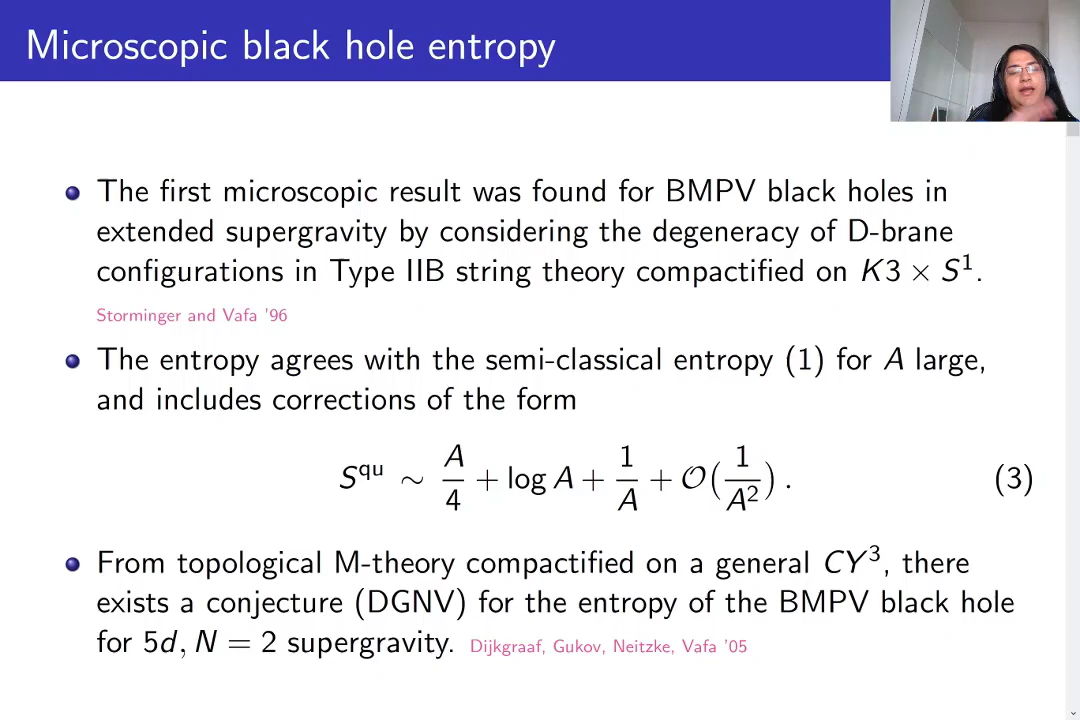 Microscopic black hole entropy
The first microscopic result was found for BMPV black holes in
extended supergravity by considering the degeneracy of D-brane
configurations in Type IIB string theory compactified on K3 × S¹.
Storminger and Vafa '96
The entropy agrees with the semi-classical entropy (1) for A large,
and includes corrections of the form
S^qu ∼ A/4 + log A + 1/A + 𝒪(1/A²) . (3)
From topological M-theory compactified on a general CY³, there
exists a conjecture (DGNV) for the entropy of the BMPV black hole
for 5d, N = 2 supergravity. Dijkgraaf, Gukov, Neitzke, Vafa '05